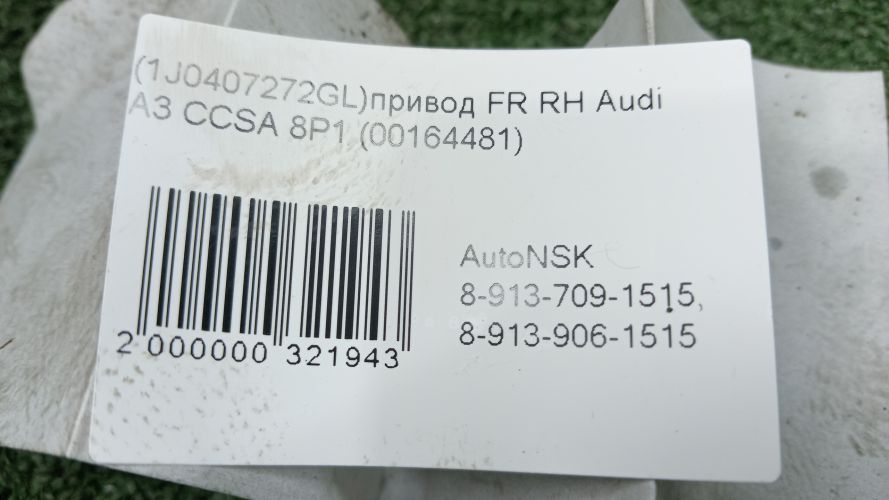 (1J0407272GL)привод FR RH Audi
A3 CCSA 8P1 (00164481)
AutoNSK
8-913-709-1515,
8-913-906-1515
2 000000 321943